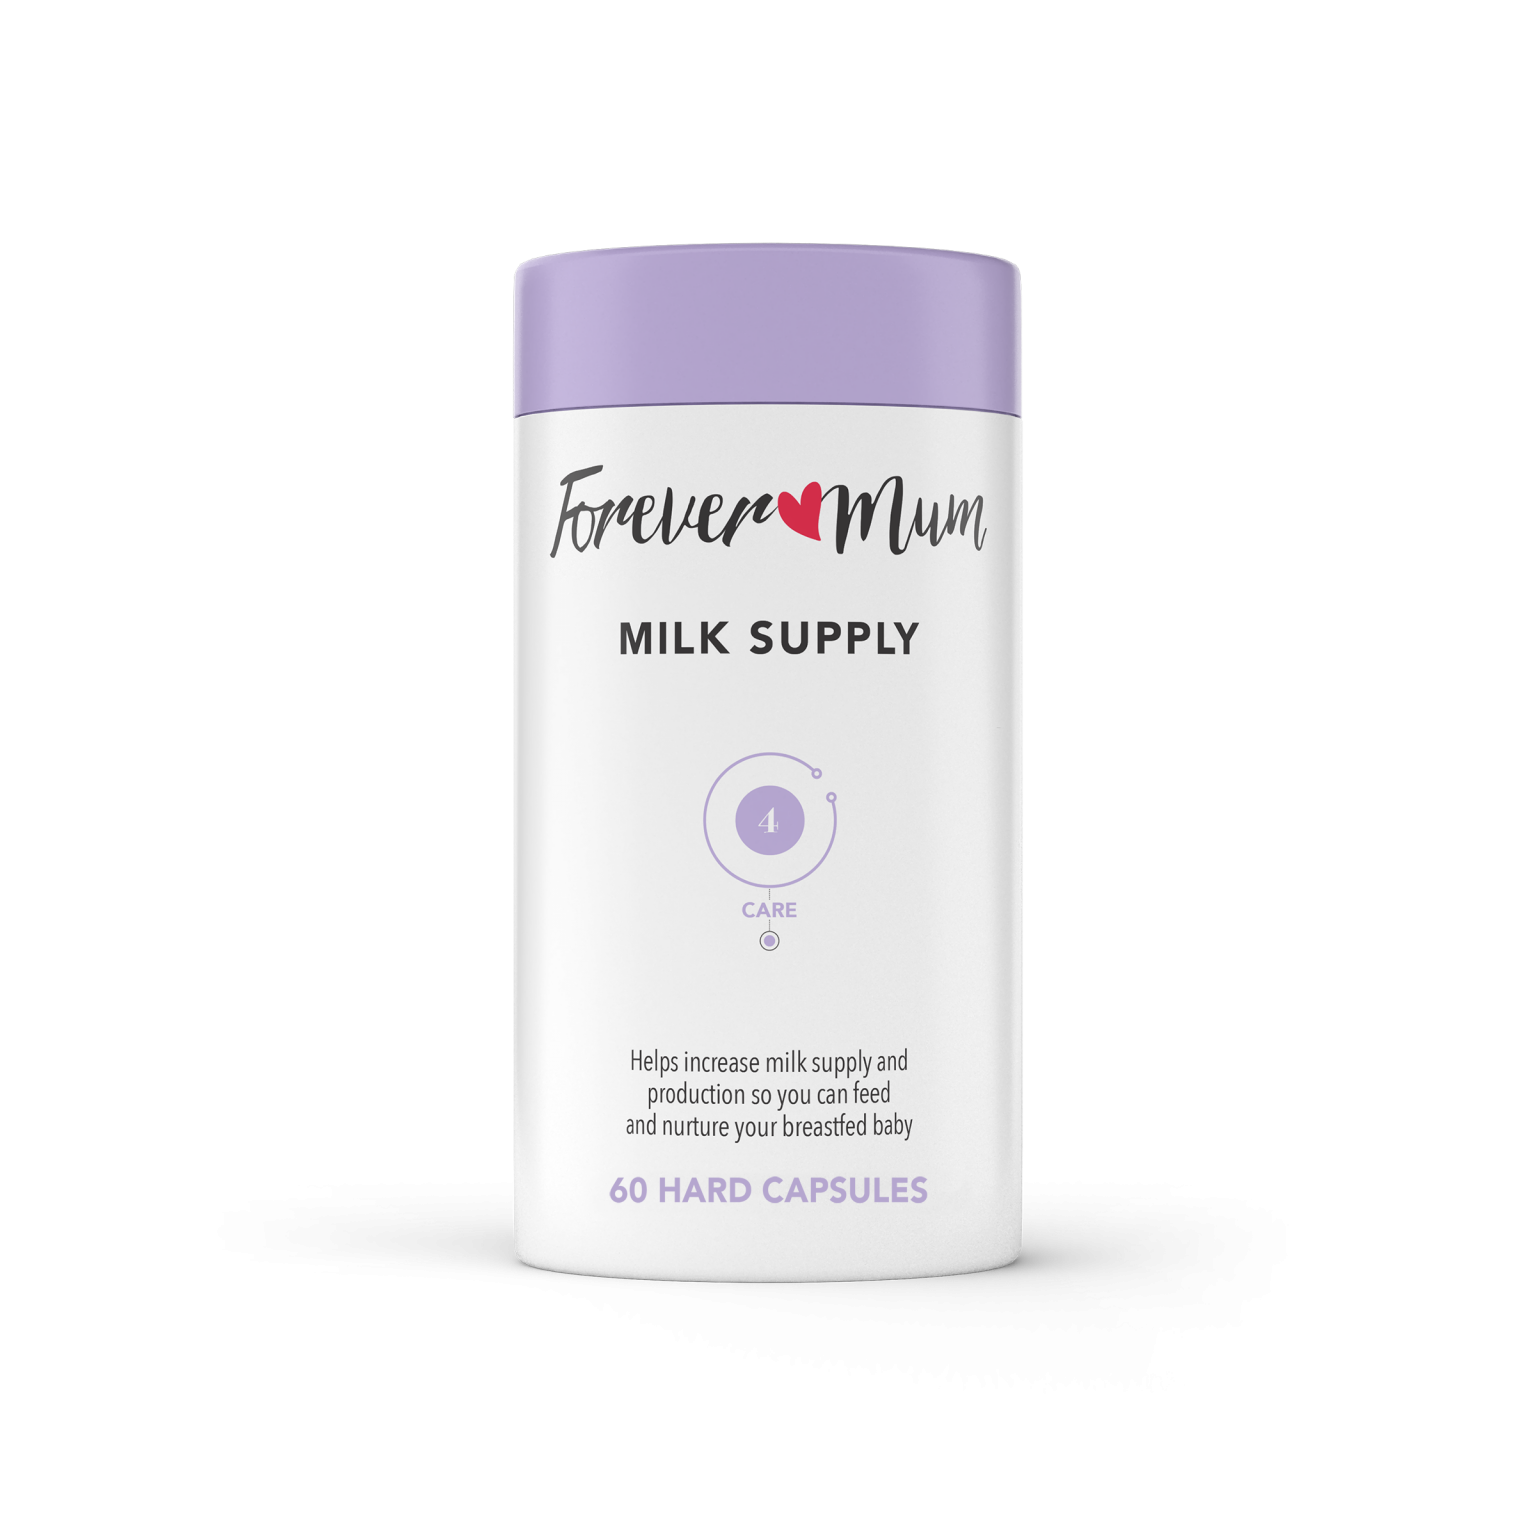 Forever Mum
MILK SUPPLY
4
CARE
Helps increase milk supply and
production so you can feed
and nurture your breastfed baby
60 HARD CAPSULES